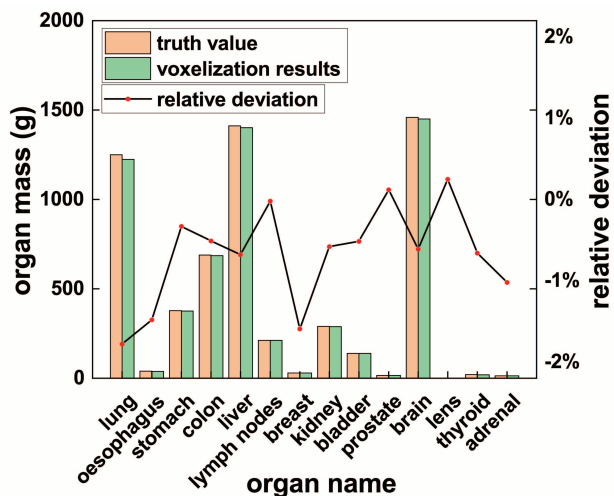 2000
1500
1000
500
0
organ mass (g)
truth value
voxelization results
relative deviation
2%
1%
0%
-1%
-2%
relative deviation
lung
oesophagus
stomach
colon
liver
lymph nodes
breast
kidney
bladder
prostate
brain
lens
thyroid
adrenal
organ name